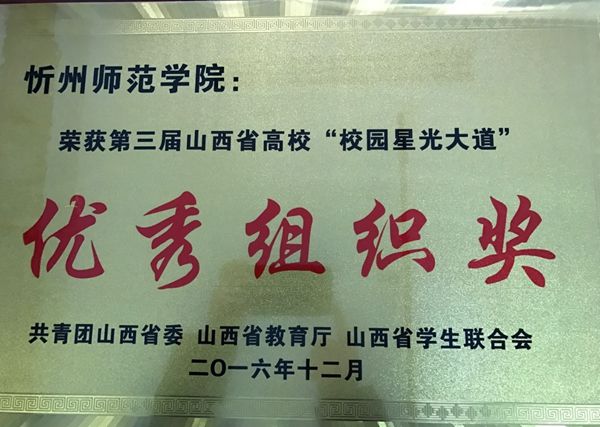 忻州师范学院：
荣获第三届山西省高校“校园星光大道”
优秀组织奖
共青团山西省委 山西省教育厅 山西省学生联合会
二〇一六年十二月